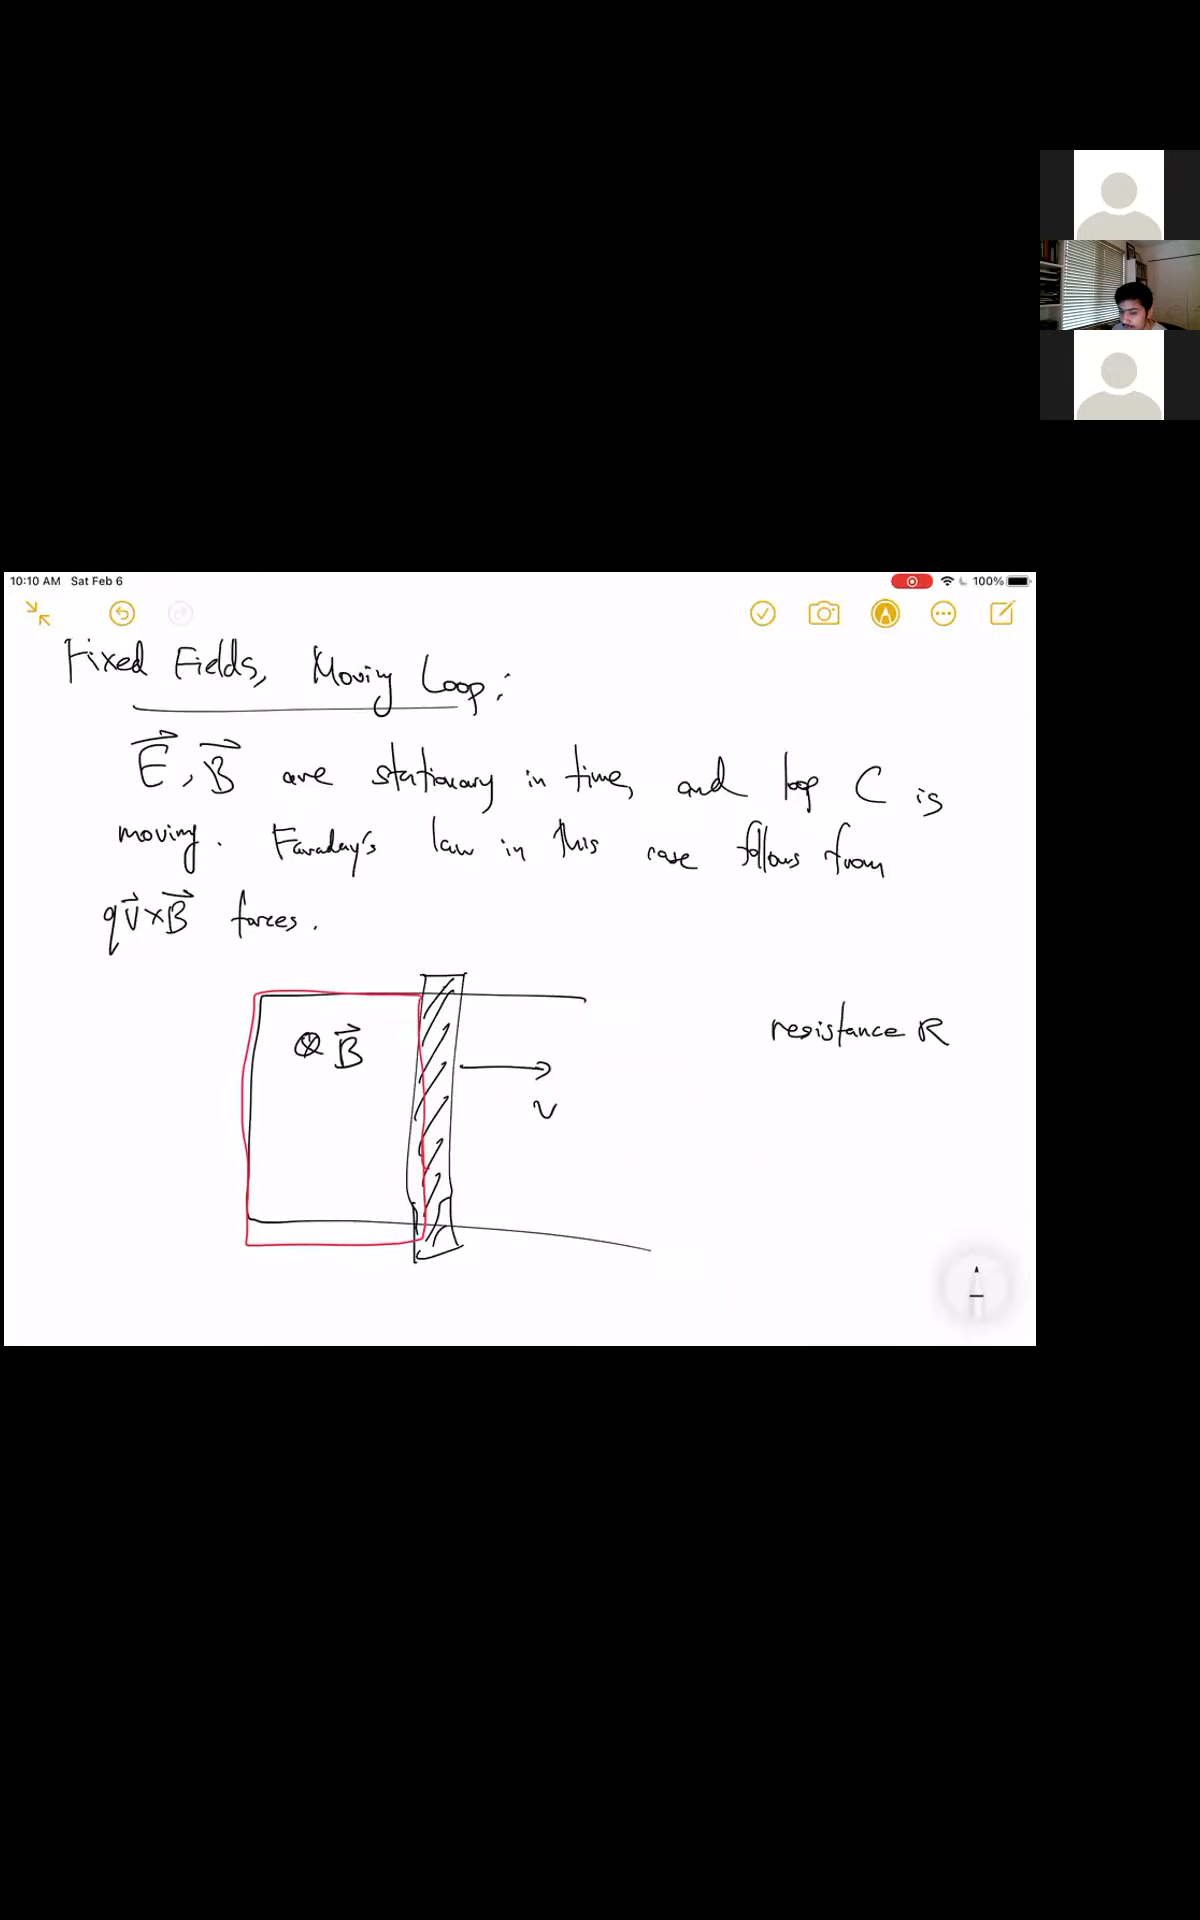 10:10 AM Sat Feb 6
100%
Fixed Fields, Moving Loop:
E⃗, B⃗ are stationary in time, and loop C is
moving. Faraday's law in this case follows from
qv⃗×B⃗ forces.
⊗ B⃗
resistance R
v